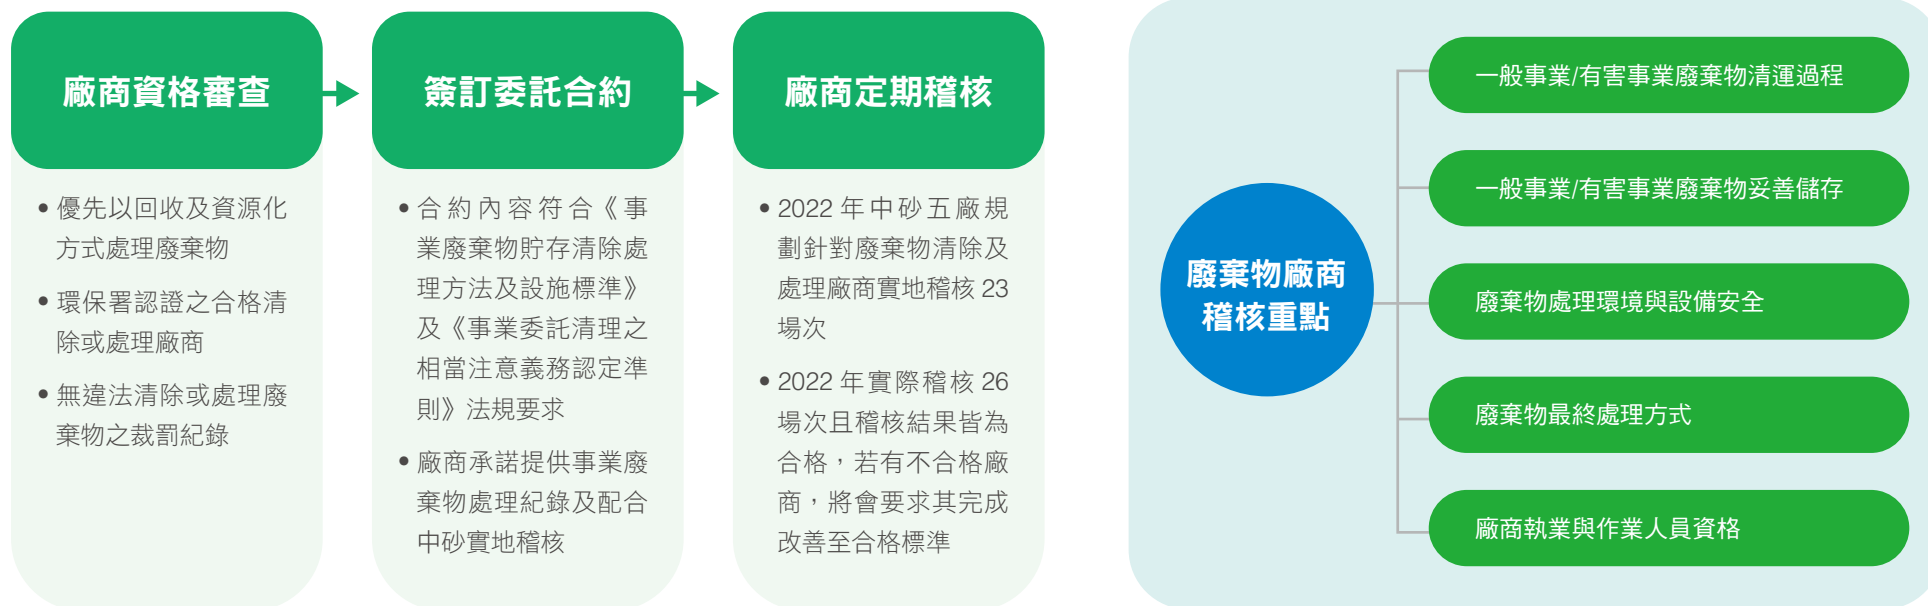 廠商資格審查
• 優先以回收及資源化
方式處理廢棄物
• 環保署認證之合格清
除或處理廠商
• 無違法清除或處理廢
棄物之裁罰紀錄
簽訂委託合約
• 合約內容符合《事
業廢棄物貯存清除處
理方法及設施標準》
及《事業委託清理之
相當注意義務認定準
則》法規要求
• 廠商承諾提供事業廢
棄物處理紀錄及配合
中砂實地稽核
廠商定期稽核
• 2022 年中砂五廠規
劃針對廢棄物清除及
處理廠商實地稽核 23
場次
• 2022 年實際稽核 26
場次且稽核結果皆為
合格，若有不合格廠
商，將會要求其完成
改善至合格標準
廢棄物廠商
稽核重點
一般事業/有害事業廢棄物清運過程
一般事業/有害事業廢棄物妥善儲存
廢棄物處理環境與設備安全
廢棄物最終處理方式
廠商執業與作業人員資格